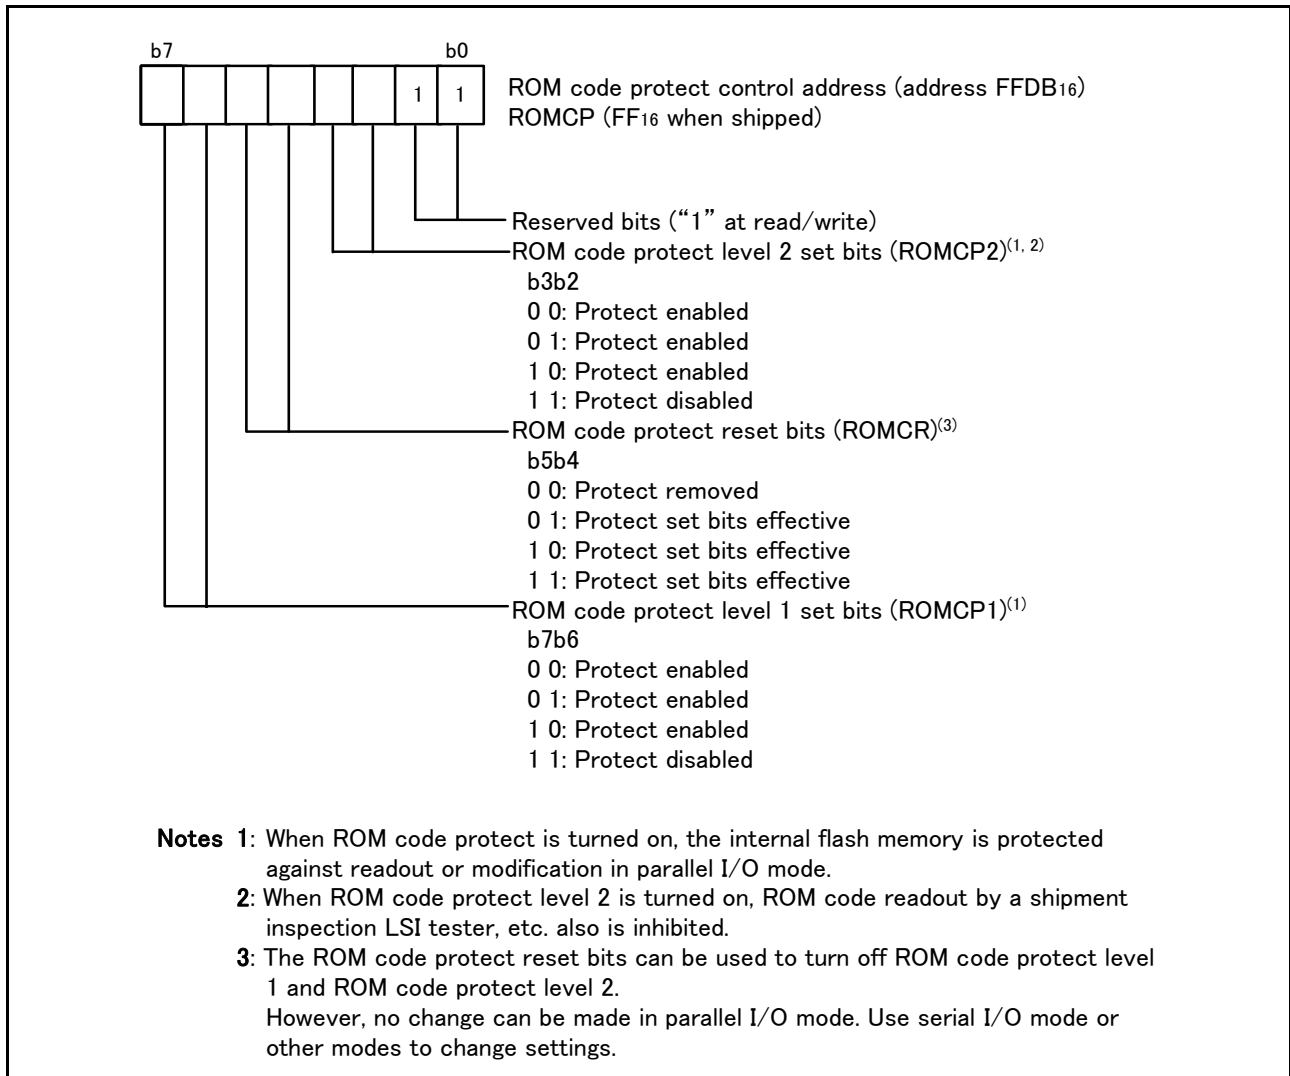 b7 b0
1 1 ROM code protect control address (address FFDB16)
ROMCP (FF16 when shipped)
Reserved bits (“1” at read/write)
ROM code protect level 2 set bits (ROMCP2)(1, 2)
b3b2
0 0: Protect enabled
0 1: Protect enabled
1 0: Protect enabled
1 1: Protect disabled
ROM code protect reset bits (ROMCR)(3)
b5b4
0 0: Protect removed
0 1: Protect set bits effective
1 0: Protect set bits effective
1 1: Protect set bits effective
ROM code protect level 1 set bits (ROMCP1)(1)
b7b6
0 0: Protect enabled
0 1: Protect enabled
1 0: Protect enabled
1 1: Protect disabled
Notes 1: When ROM code protect is turned on, the internal flash memory is protected
against readout or modification in parallel I/O mode.
2: When ROM code protect level 2 is turned on, ROM code readout by a shipment
inspection LSI tester, etc. also is inhibited.
3: The ROM code protect reset bits can be used to turn off ROM code protect level
1 and ROM code protect level 2.
However, no change can be made in parallel I/O mode. Use serial I/O mode or
other modes to change settings.